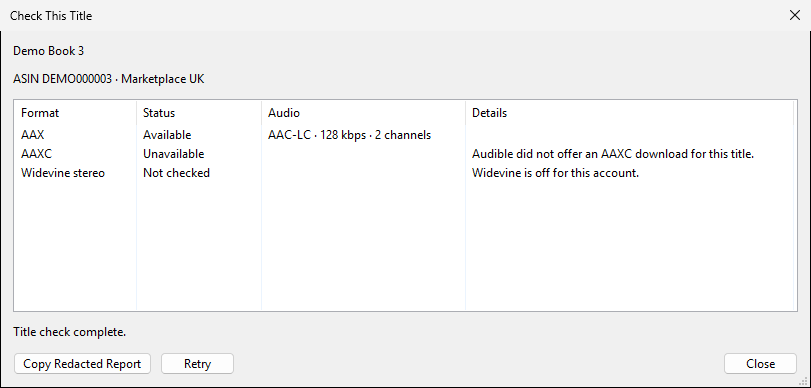 Check This Title
Demo Book 3
ASIN DEMO000003 · Marketplace UK
Format Status Audio Details
AAX Available AAC-LC · 128 kbps · 2 channels
AAXC Unavailable Audible did not offer an AAXC download for this title.
Widevine stereo Not checked Widevine is off for this account.
Title check complete.
Copy Redacted Report Retry Close